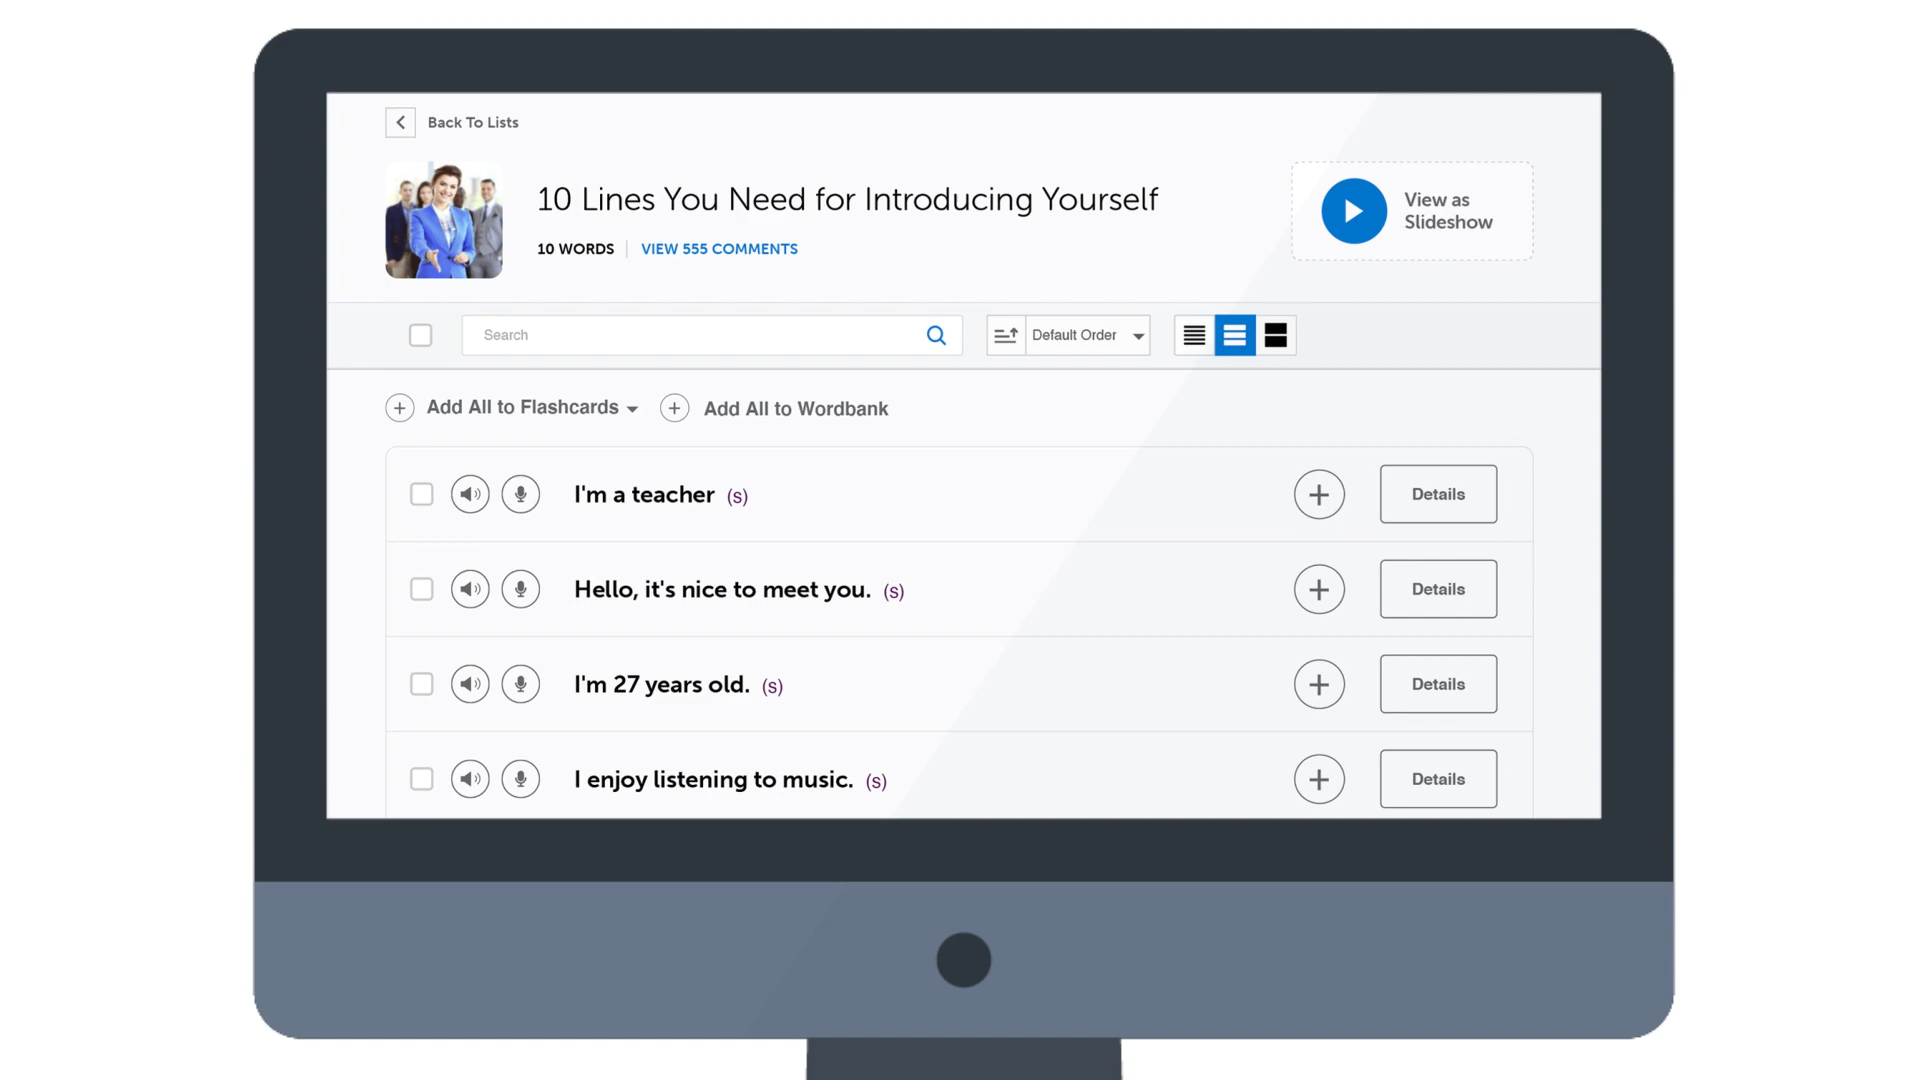 Back To Lists
10 Lines You Need for Introducing Yourself
10 WORDS VIEW 555 COMMENTS
View as
Slideshow
Search
Default Order
Add All to Flashcards
Add All to Wordbank
I'm a teacher (s)
Details
Hello, it's nice to meet you. (s)
Details
I'm 27 years old. (s)
Details
I enjoy listening to music. (s)
Details